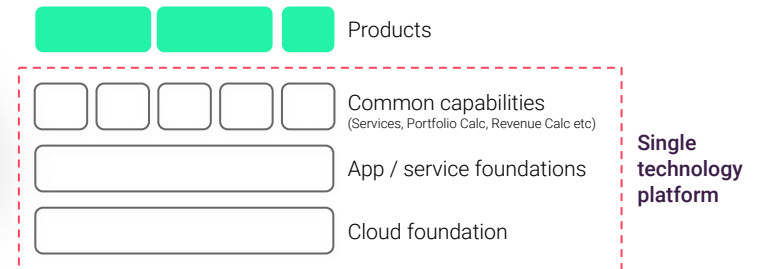 Products
Common capabilities
(Services, Portfolio Calc, Revenue Calc etc)
App / service foundations
Cloud foundation
Single
technology
platform